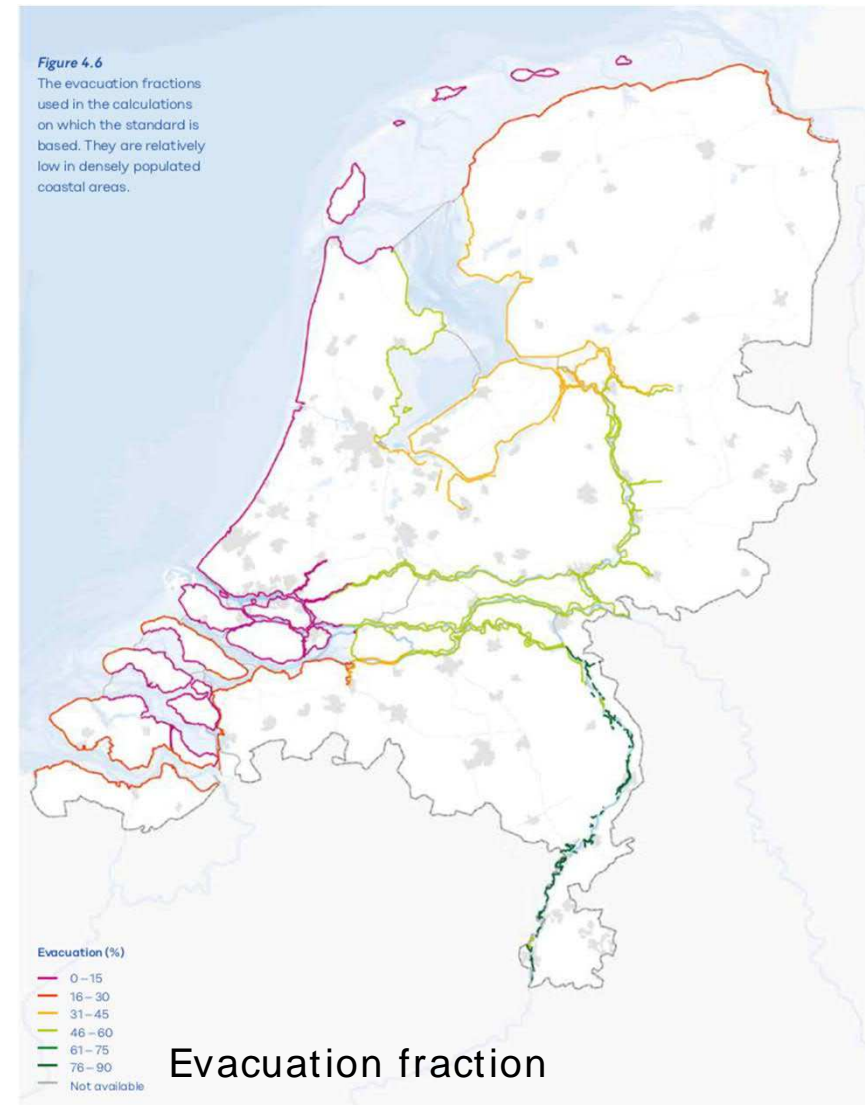 Figure 4.6
The evacuation fractions
used in the calculations
on which the standard is
based. They are relatively
low in densely populated
coastal areas.
Evacuation (%)
0–15
16–30
31–45
46–60
61–75
76–90
Not available
Evacuation fraction